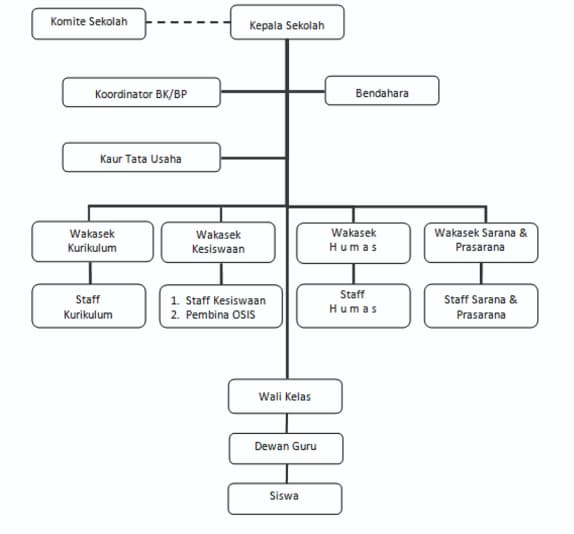 Komite Sekolah
Kepala Sekolah
Koordinator BK/BP
Bendahara
Kaur Tata Usaha
Wakasek
Kurikulum
Wakasek
Kesiswaan
Wakasek
H u m a s
Wakasek Sarana &
Prasarana
Staff
Kurikulum
1. Staff Kesiswaan
2. Pembina OSIS
Staff
H u m a s
Staff Sarana &
Prasarana
Wali Kelas
Dewan Guru
Siswa